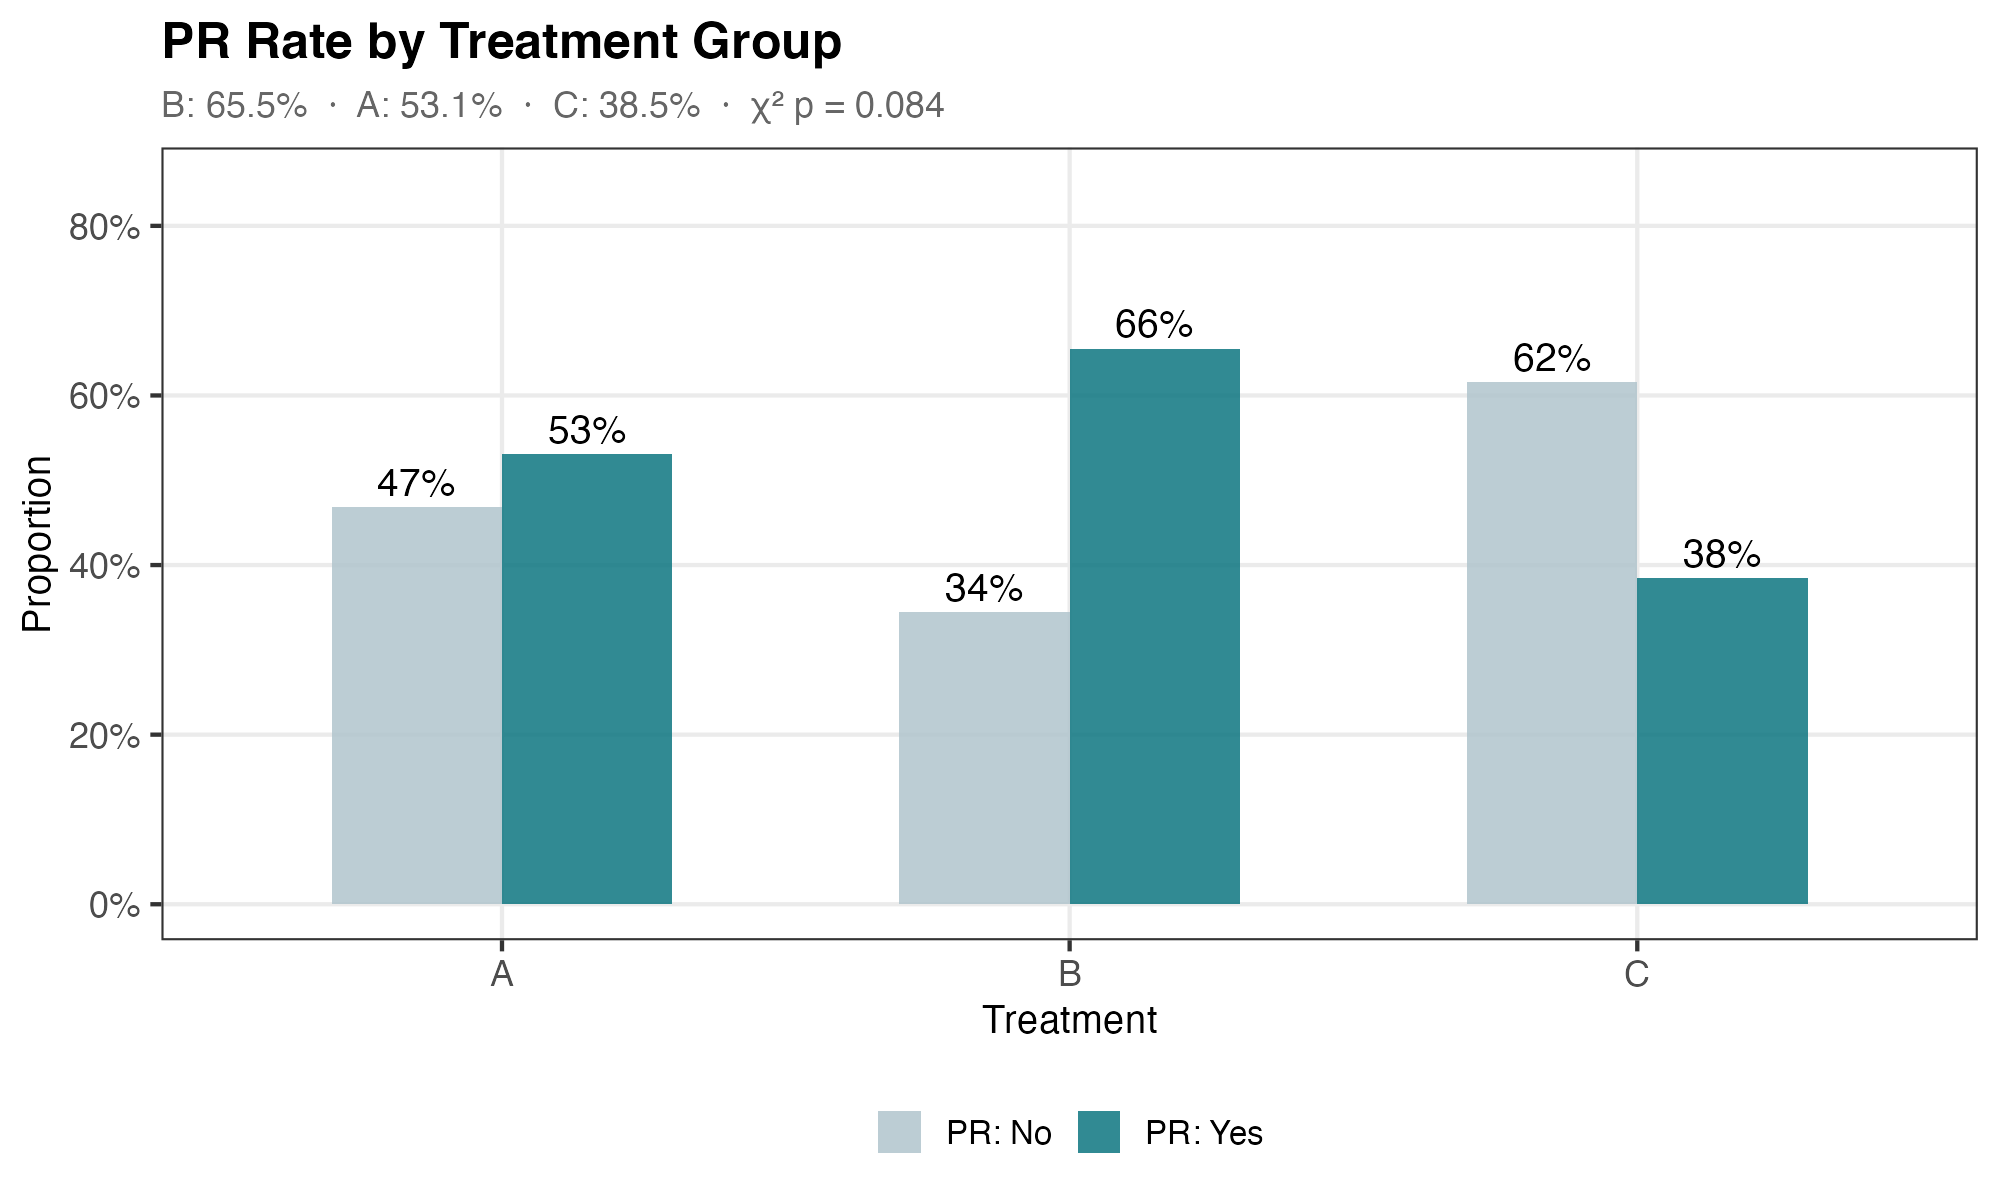 PR Rate by Treatment Group
B: 65.5% · A: 53.1% · C: 38.5% · χ² p = 0.084
Proportion
80%
60%
40%
20%
0%
47%
53%
34%
66%
62%
38%
A
B
C
Treatment
PR: No
PR: Yes